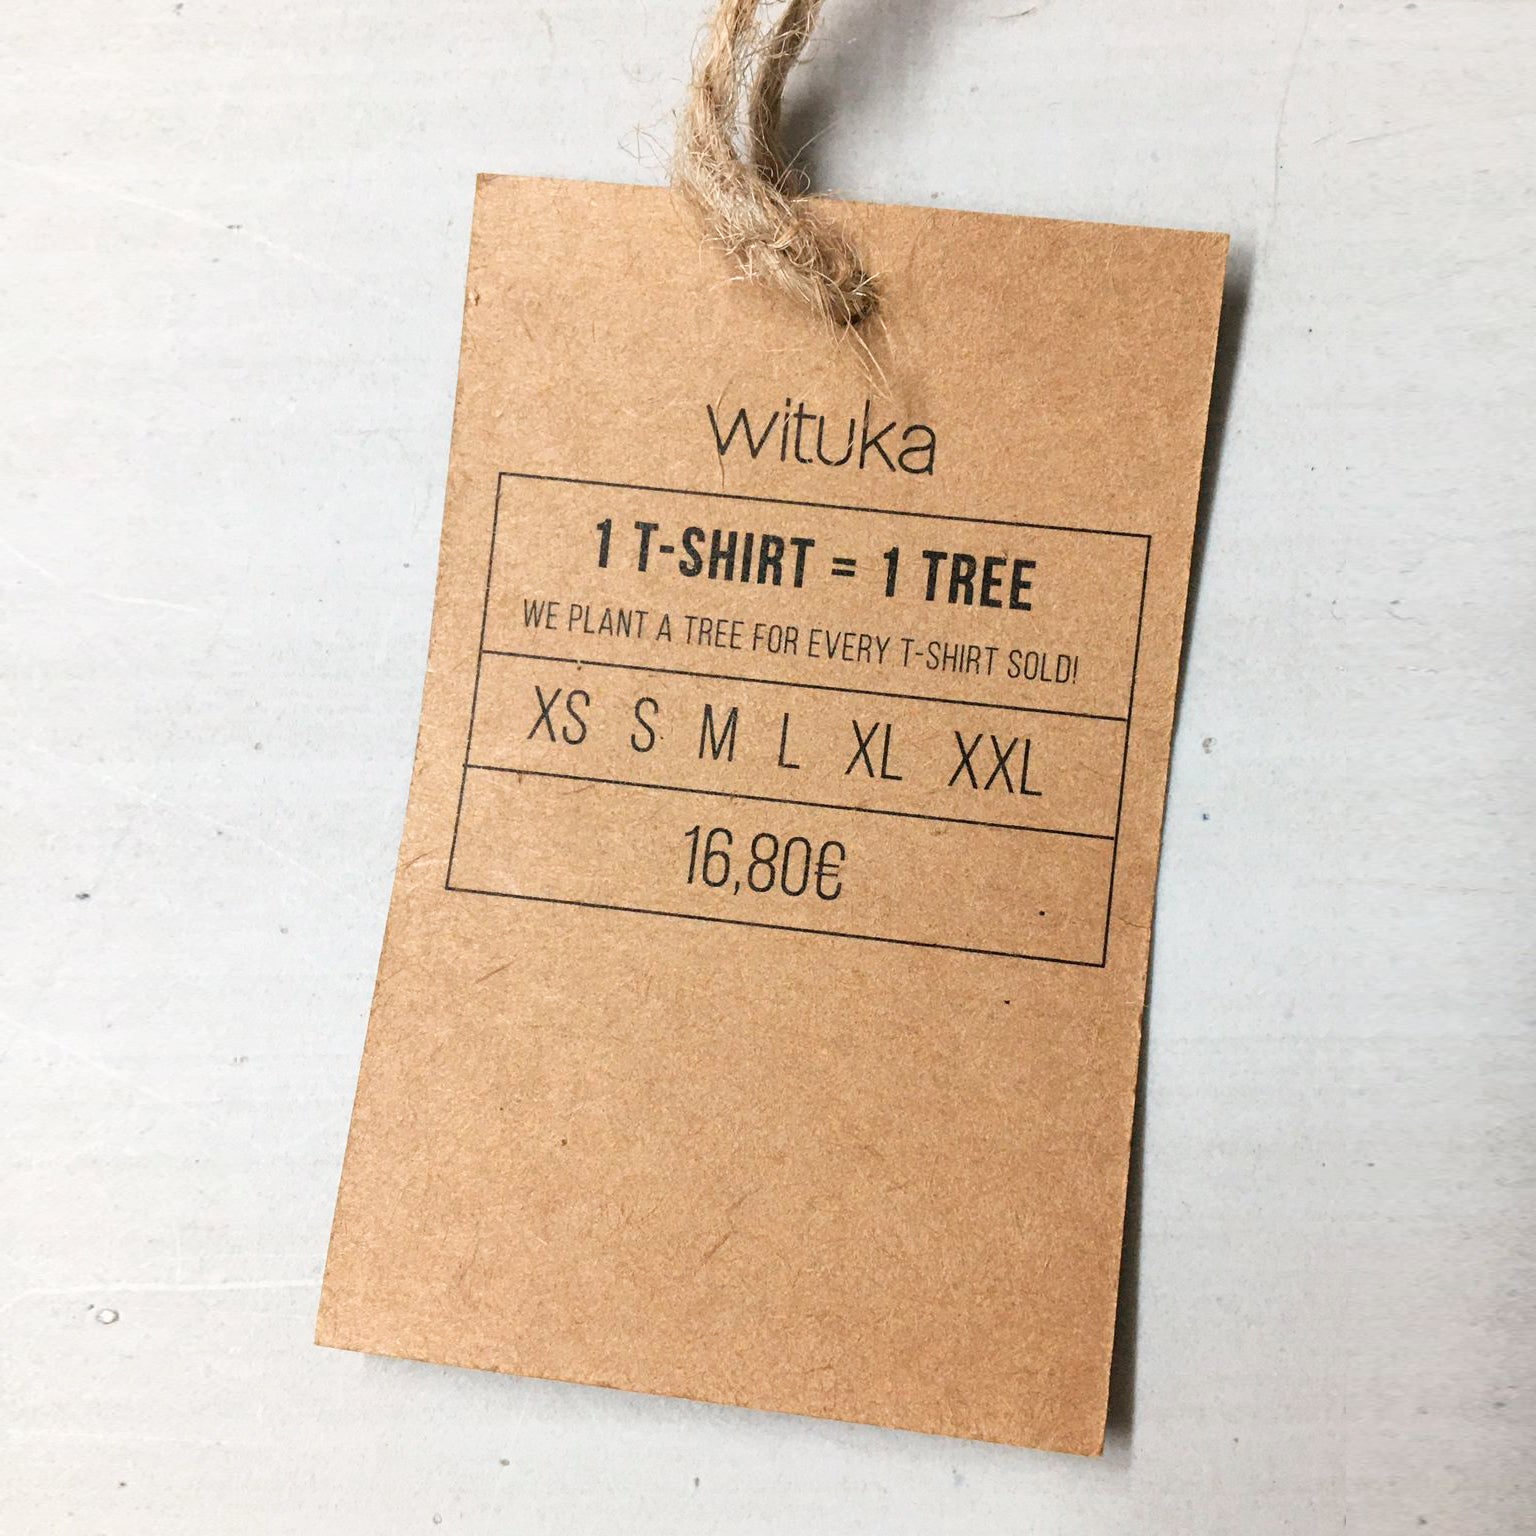 wituka
1 T-SHIRT = 1 TREE
WE PLANT A TREE FOR EVERY T-SHIRT SOLD!
XS S M L XL XXL
16,80€